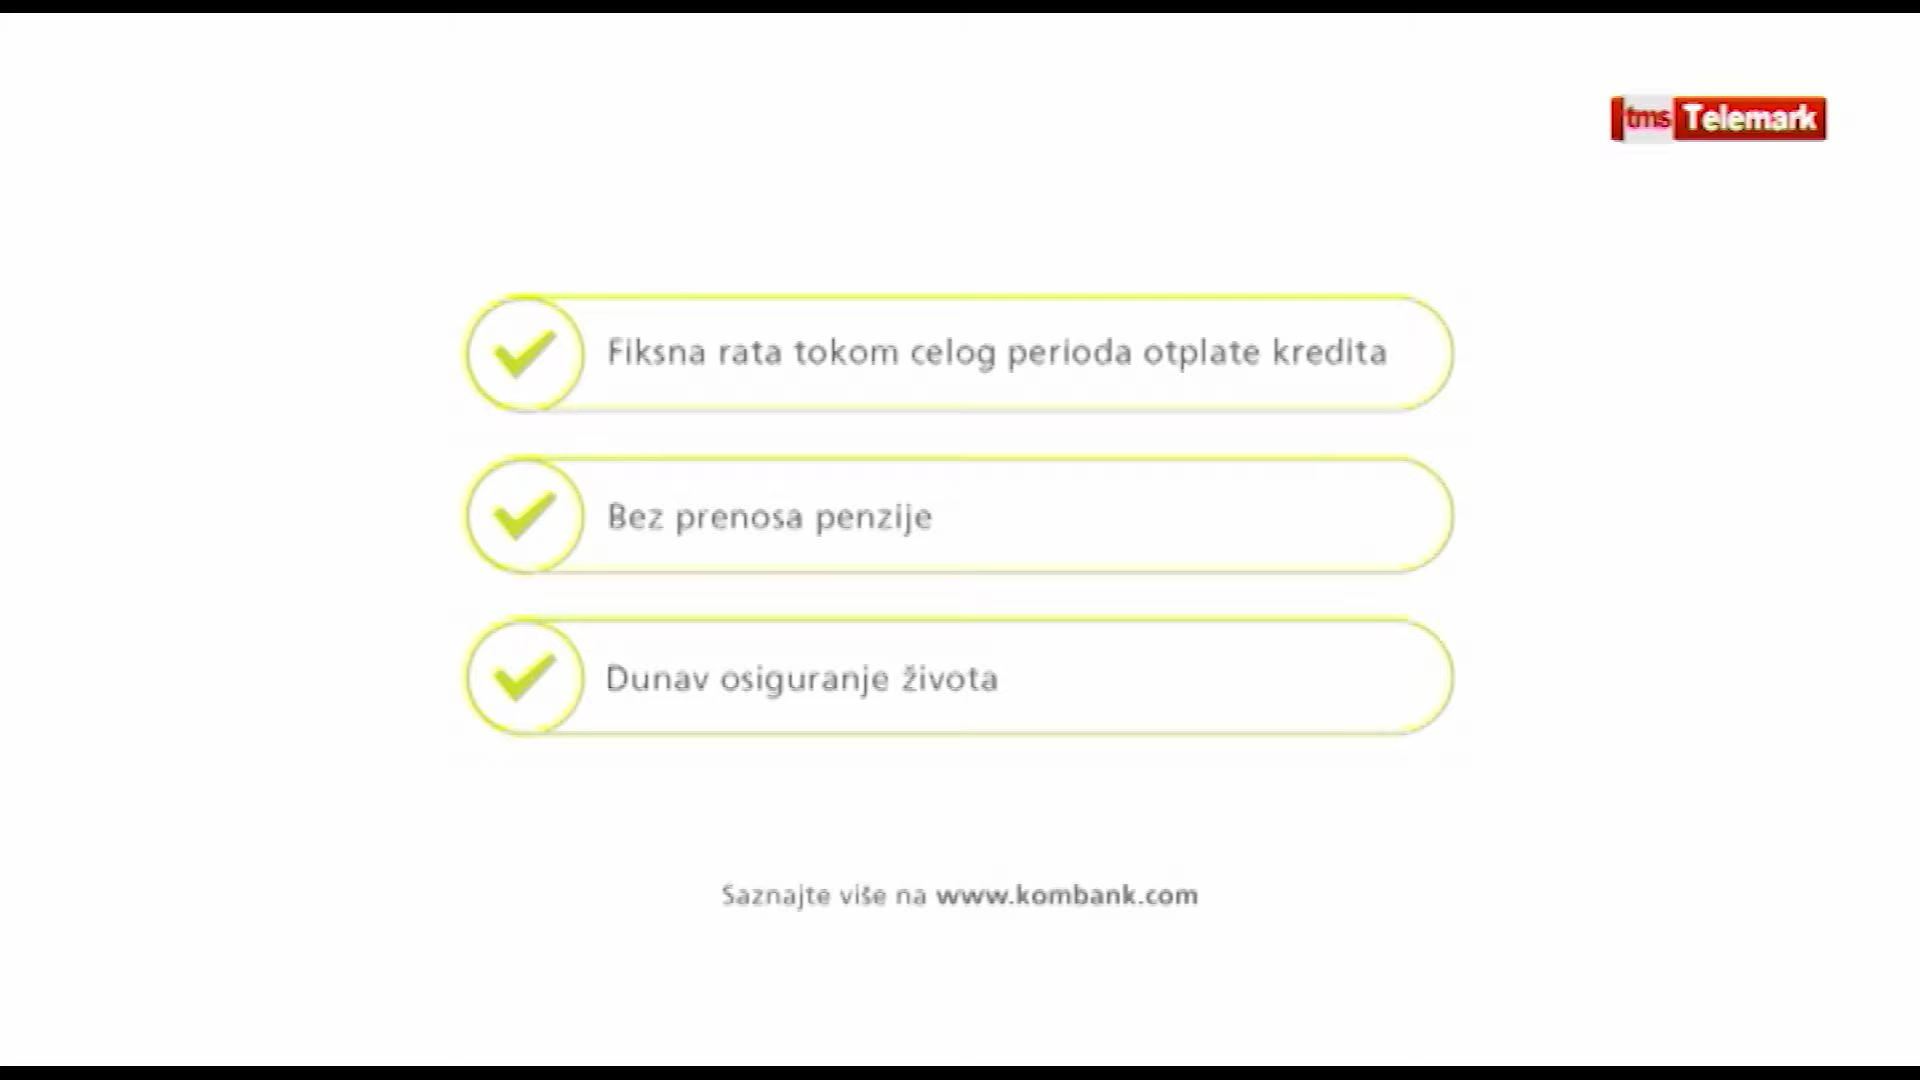 tms Telemark
Fiksna rata tokom celog perioda otplate kredita
Bez prenosa penzije
Dunav osiguranje života
Saznajte više na www.kombank.com